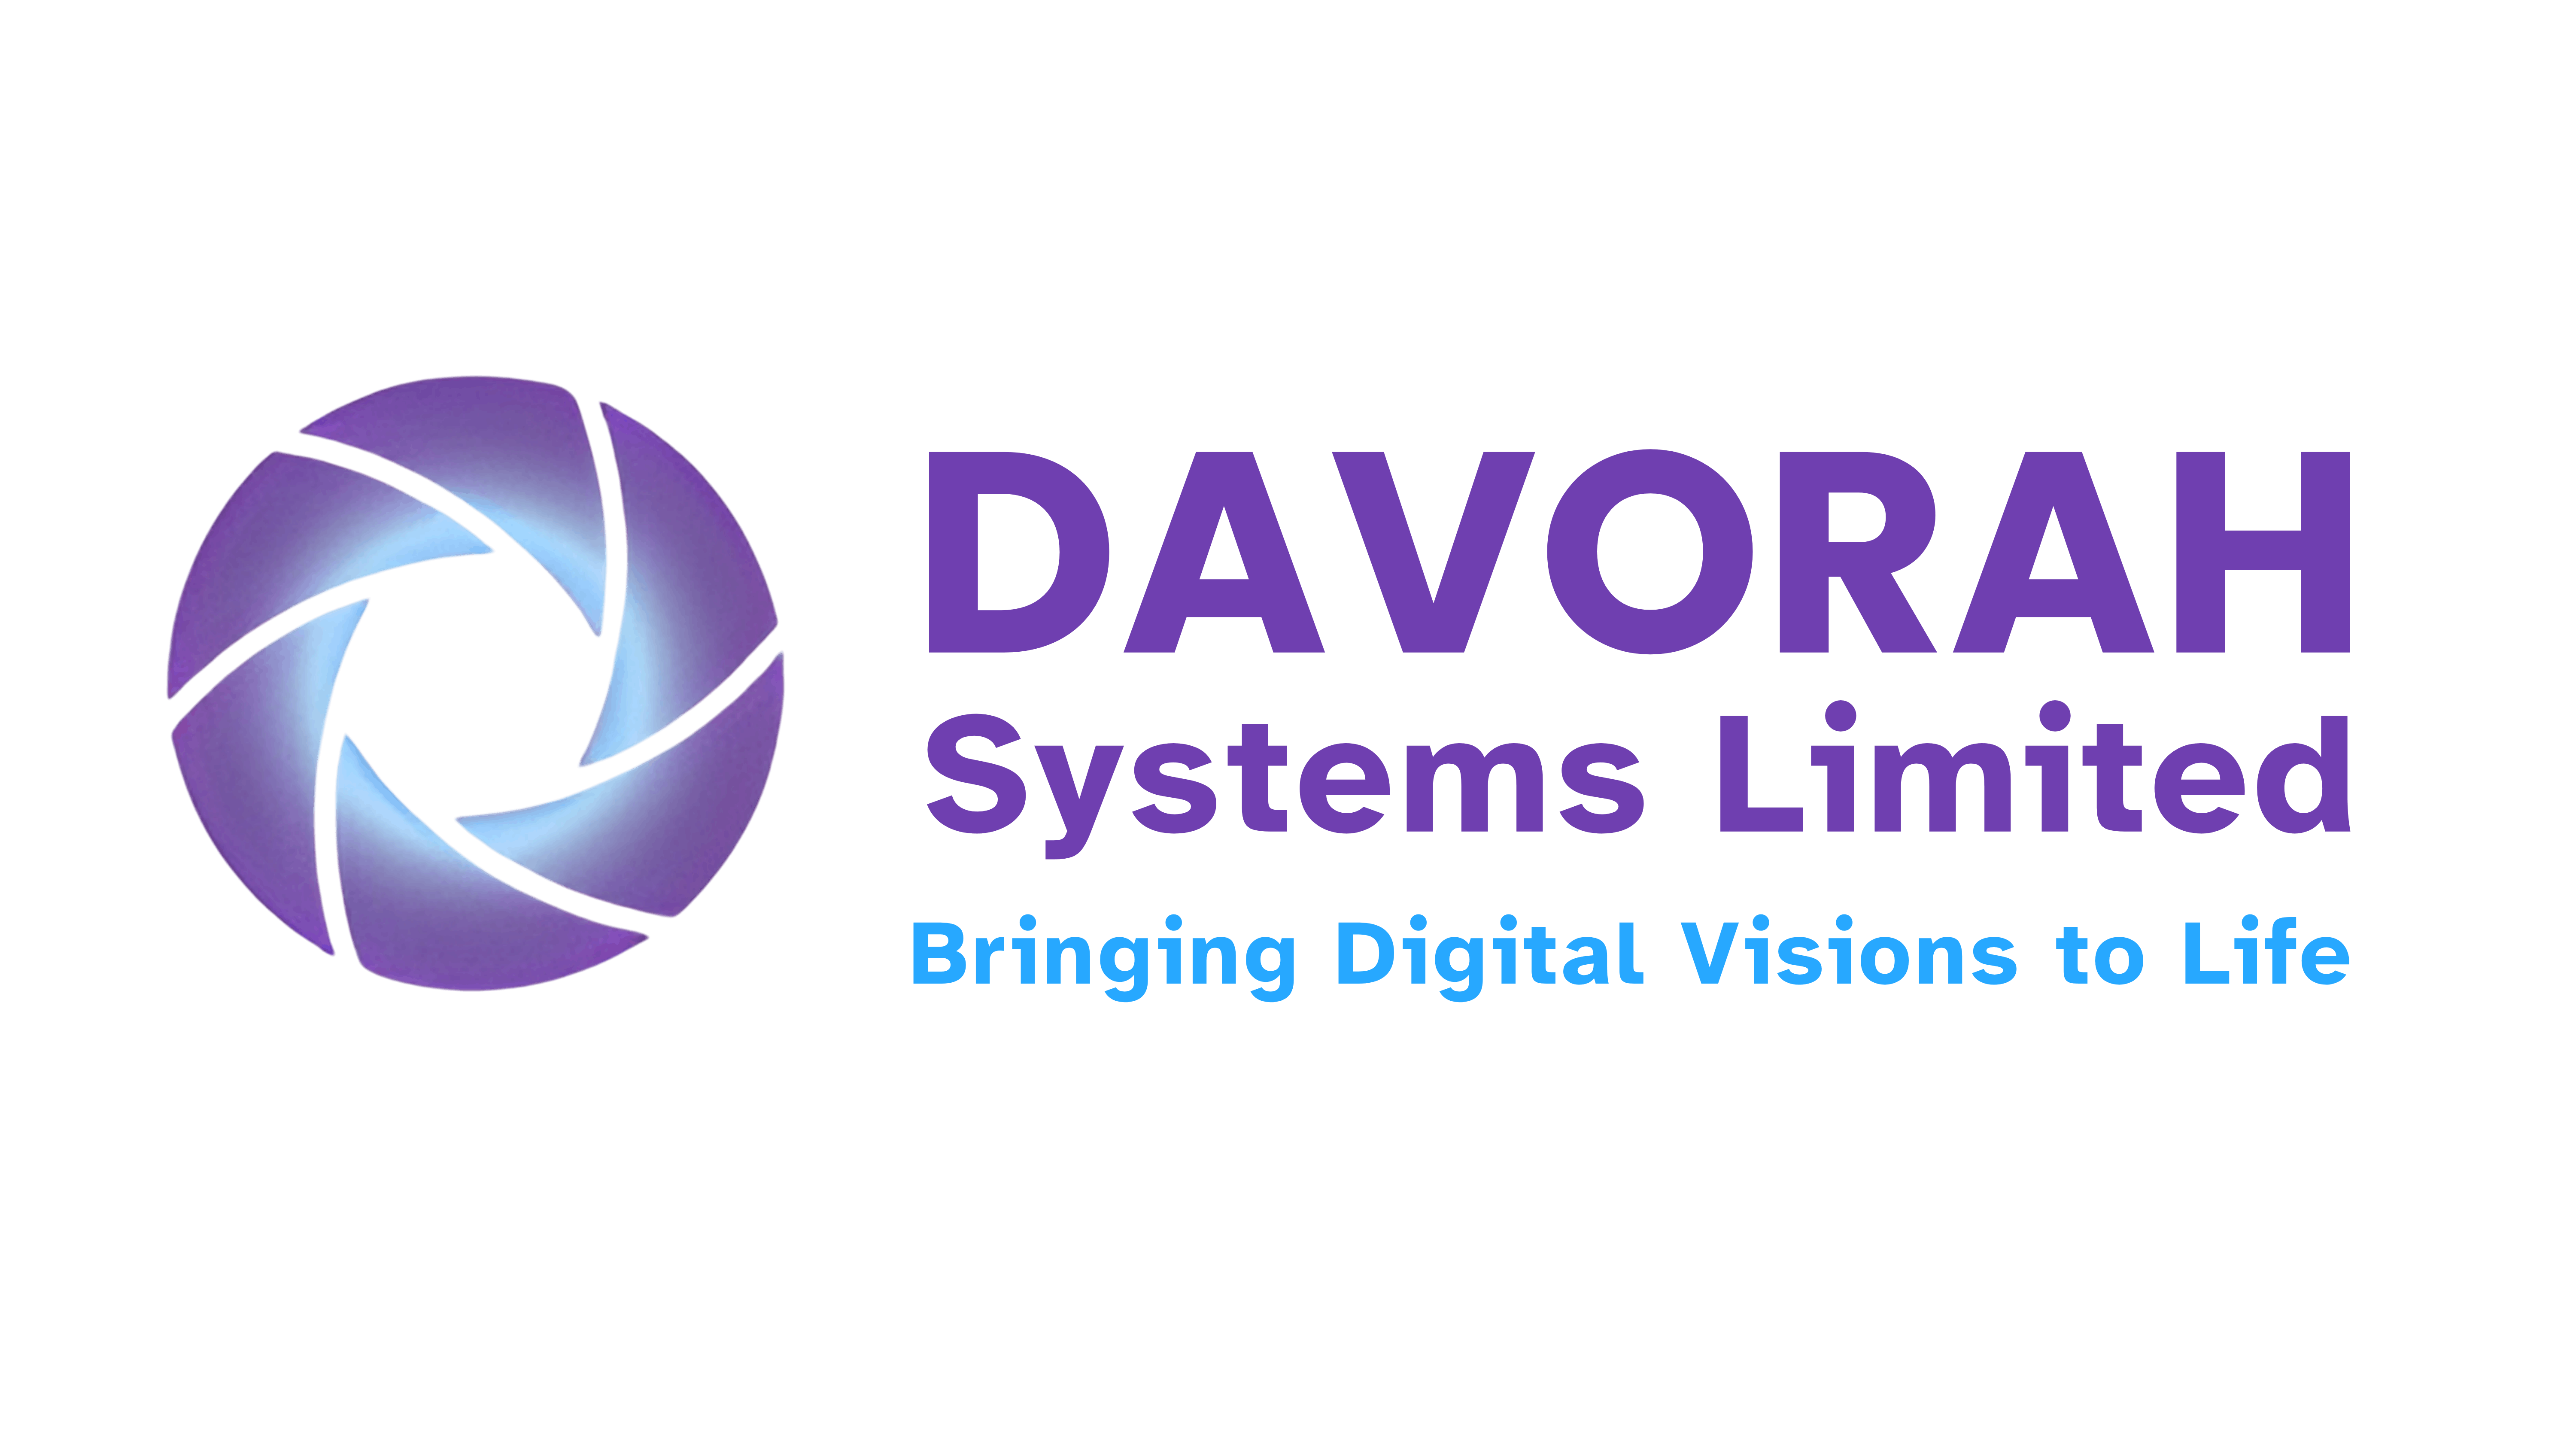 DAVORAH
Systems Limited
Bringing Digital Visions to Life